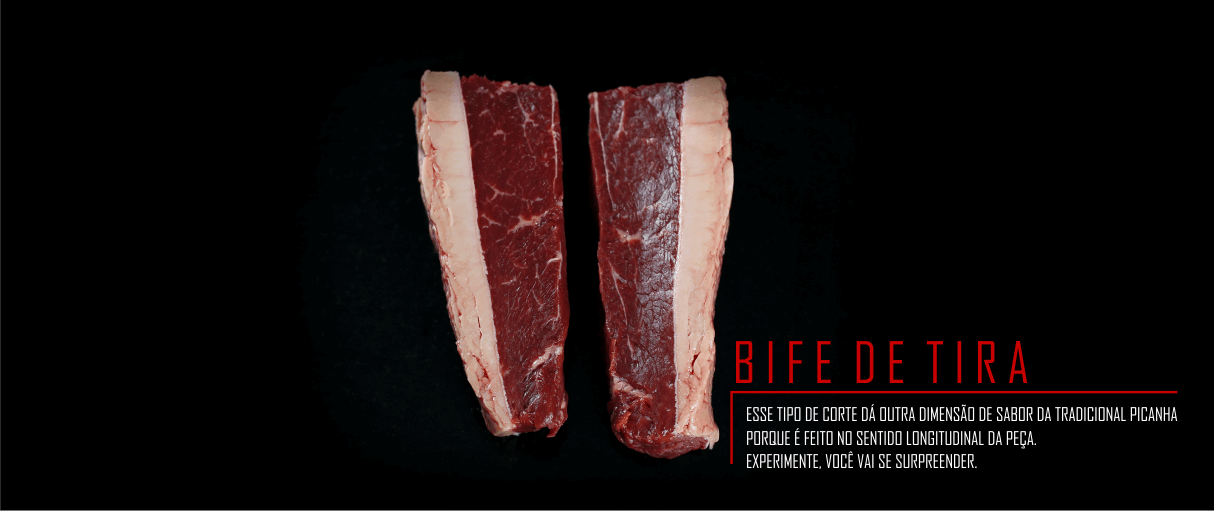 BIFE DE TIRA
ESSE TIPO DE CORTE DÁ OUTRA DIMENSÃO DE SABOR DA TRADICIONAL PICANHA
PORQUE É FEITO NO SENTIDO LONGITUDINAL DA PEÇA.
EXPERIMENTE, VOCÊ VAI SE SURPREENDER.